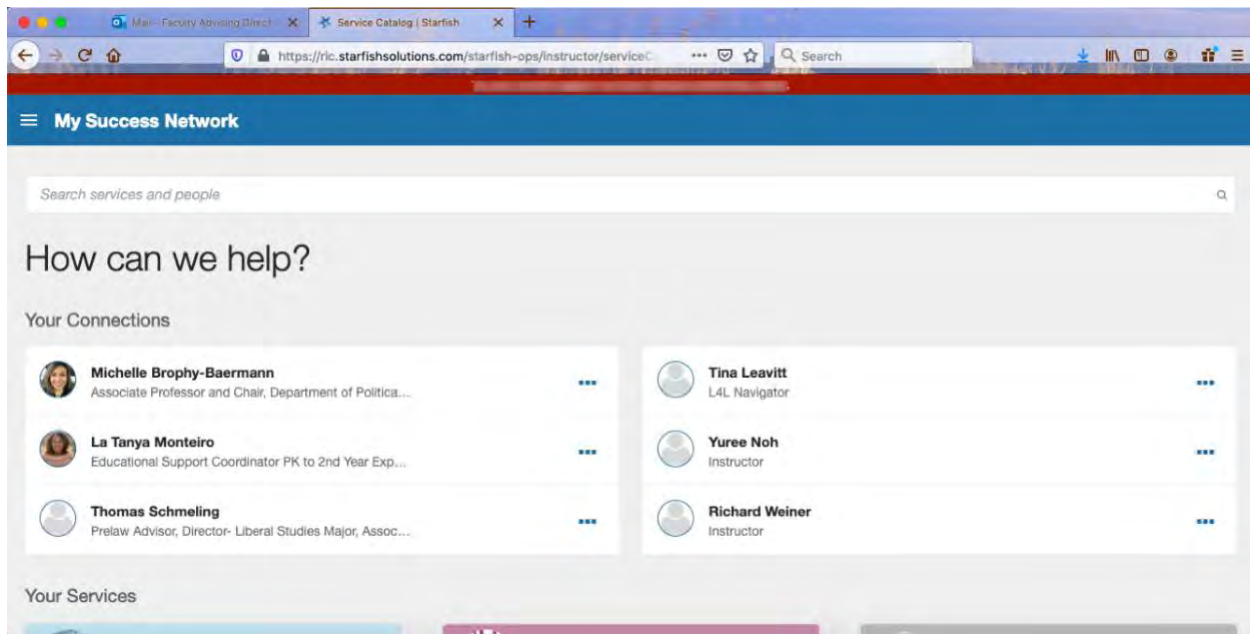 Mail - Faculty Advising Direct
Service Catalog | Starfish
https://ric.starfishsolutions.com/starfish-ops/instructor/service
Search
My Success Network
Search services and people
How can we help?
Your Connections
Michelle Brophy-Baermann
Associate Professor and Chair, Department of Politica...
La Tanya Monteiro
Educational Support Coordinator PK to 2nd Year Exp...
Thomas Schmeling
Prelaw Advisor, Director- Liberal Studies Major, Assoc...
Tina Leavitt
L4L Navigator
Yuree Noh
Instructor
Richard Weiner
Instructor
Your Services